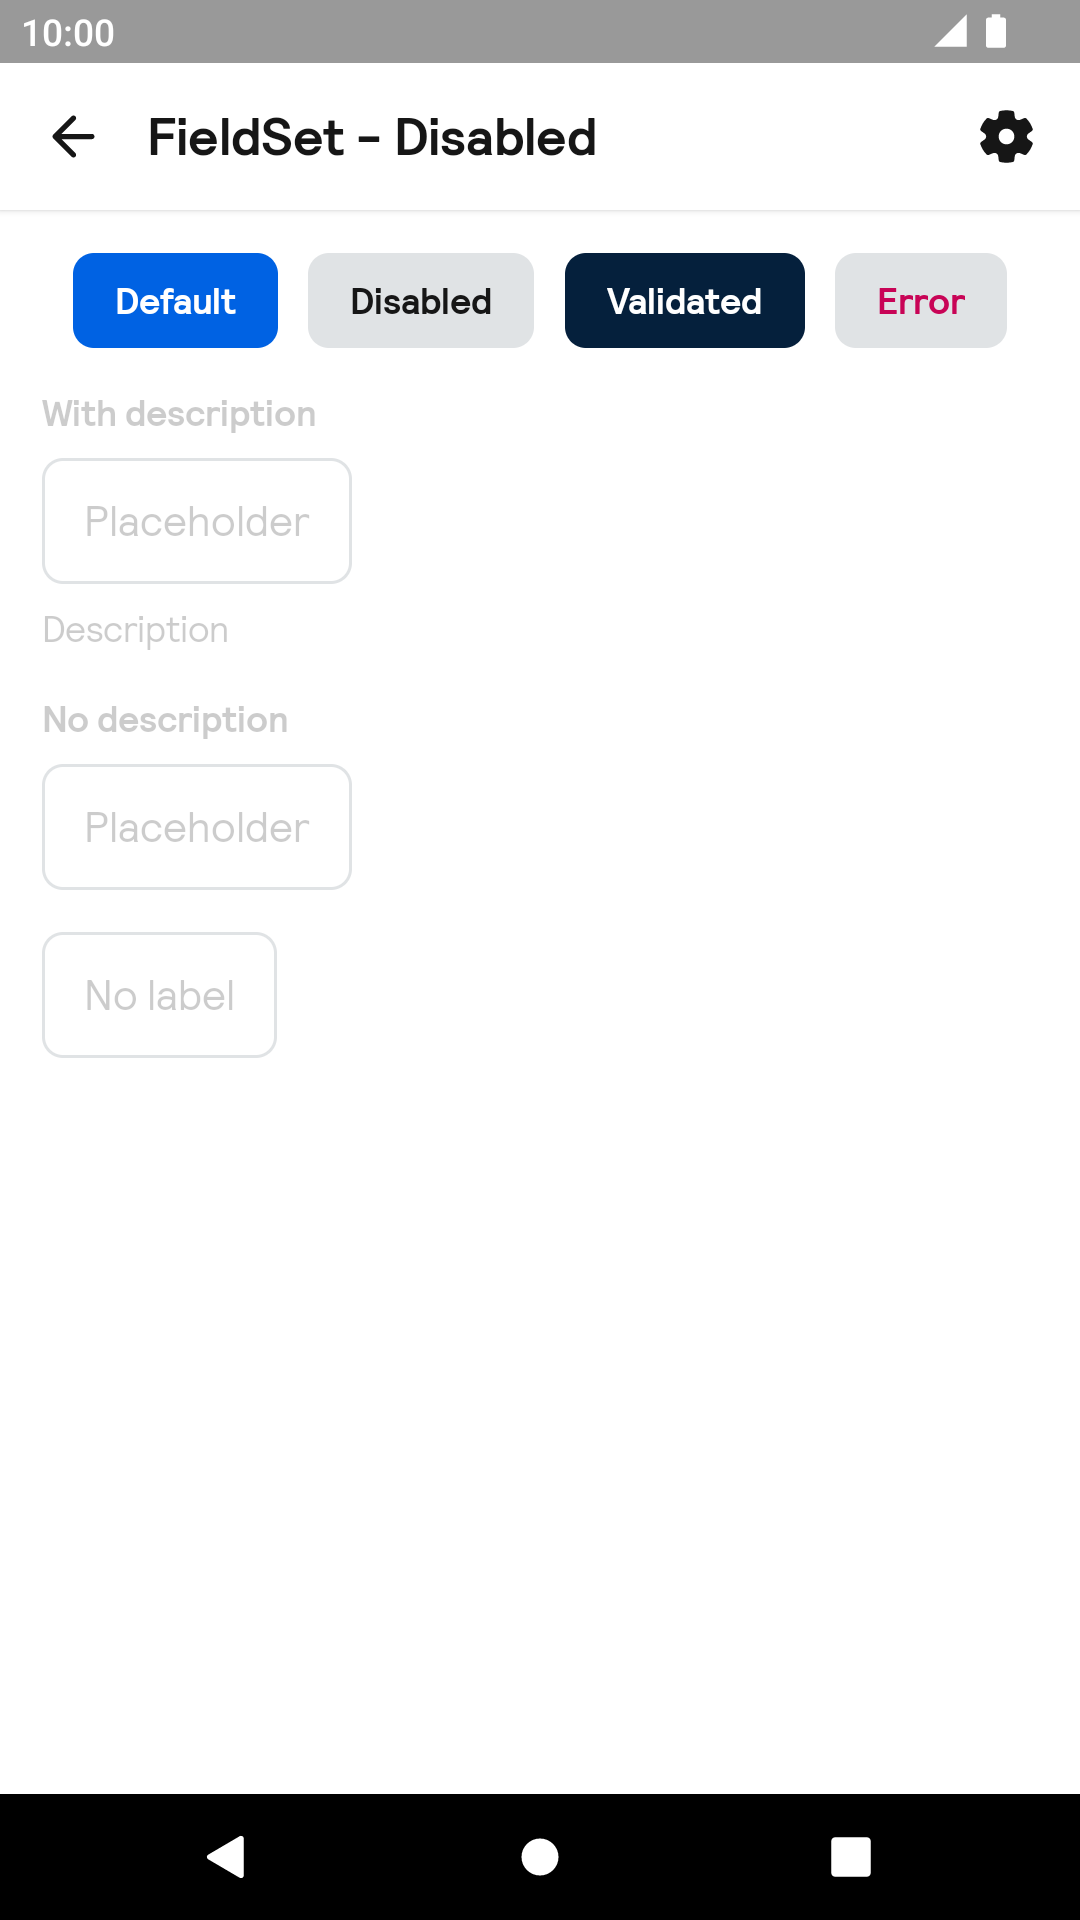 10:00
FieldSet - Disabled
Default
Disabled
Validated
Error
With description
Placeholder
Description
No description
Placeholder
No label